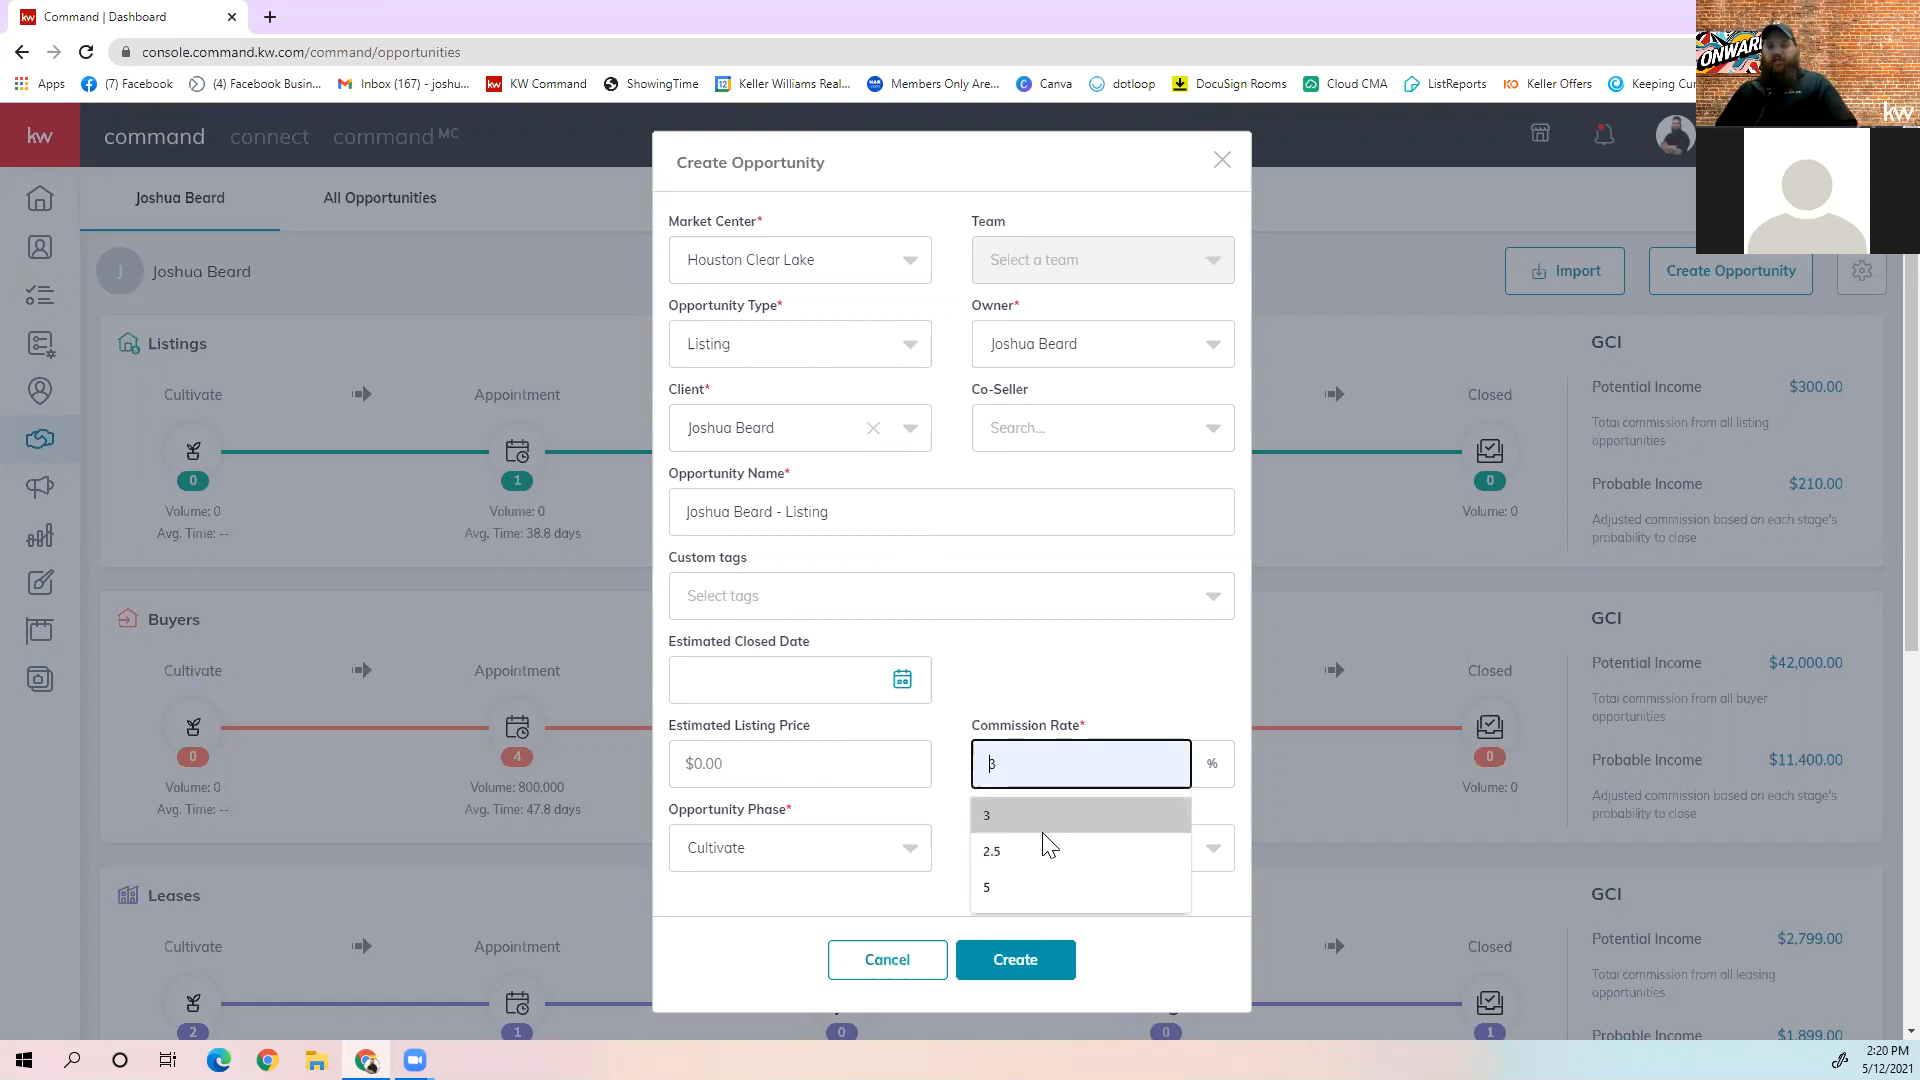 kw
Command | Dashboard
console.command.kw.com/command/opportunities
Apps
(7) Facebook
(4) Facebook Busin...
Inbox (167) - joshu...
KW Command
ShowingTime
Keller Williams Real...
Members Only Are...
Canva
dotloop
DocuSign Rooms
Cloud CMA
ListReports
Keller Offers
Keeping Cur
ONWARD
kw
kw
command
connect
command MC
Joshua Beard
All Opportunities
J
Joshua Beard
Import
Create Opportunity
Listings
Cultivate
Appointment
Closed
0
1
0
Volume: 0
Volume: 0
Volume: 0
Avg. Time: --
Avg. Time: 38.8 days
GCI
Potential Income
$300.00
Total commission from all listing
opportunities
Probable Income
$210.00
Adjusted commission based on each stage's
probability to close
Buyers
Cultivate
Appointment
Closed
0
4
0
Volume: 0
Volume: 800,000
Volume: 0
Avg. Time: --
Avg. Time: 47.8 days
GCI
Potential Income
$42,000.00
Total commission from all buyer
opportunities
Probable Income
$11,400.00
Adjusted commission based on each stage's
probability to close
Leases
Cultivate
Appointment
Closed
2
1
0
0
1
GCI
Potential Income
$2,799.00
Total commission from all leasing
opportunities
Probable Income
$1,899.00
Create Opportunity
Market Center*
Team
Houston Clear Lake
Select a team
Opportunity Type*
Owner*
Listing
Joshua Beard
Client*
Co-Seller
Joshua Beard
Search...
Opportunity Name*
Joshua Beard - Listing
Custom tags
Select tags
Estimated Closed Date
Estimated Listing Price
Commission Rate*
$0.00
3
%
Opportunity Phase*
Cultivate
3
2.5
5
Cancel
Create
2:20 PM
5/12/2021